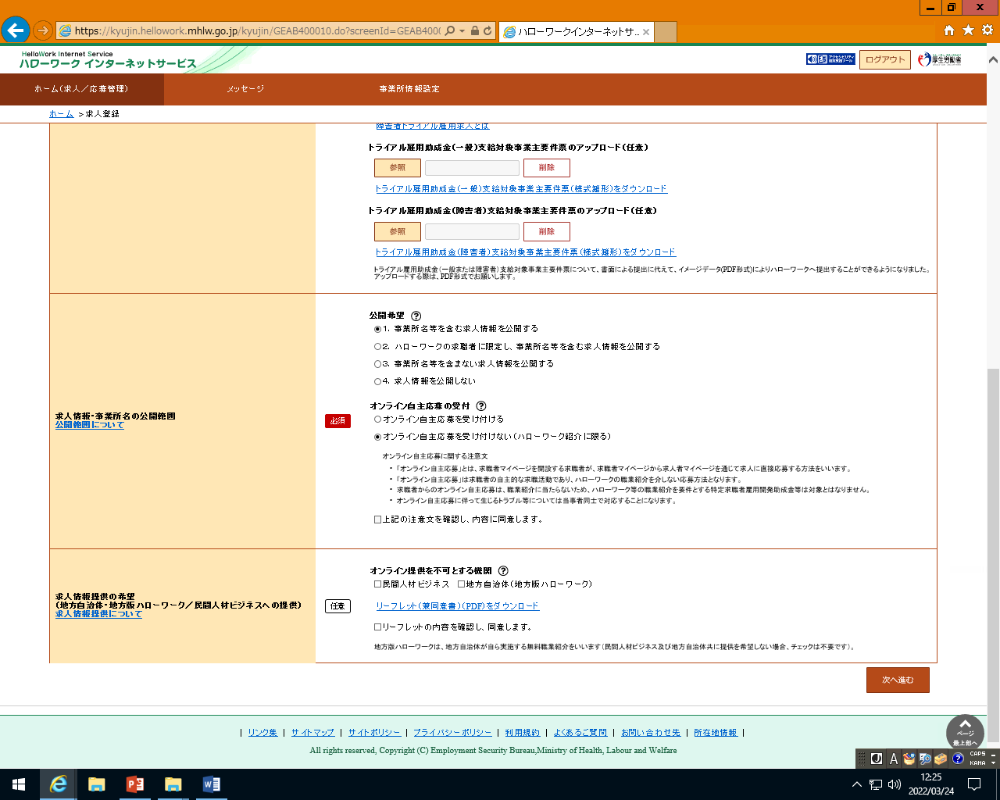 https://kyujin.hellowork.mhlw.go.jp/kyujin/GEAB400010.do?screenId=GEAB400
ハローワークインターネットサ...
HelloWork Internet Service
ハローワーク インターネットサービス
ログアウト
厚生労働省
ホーム(求人/応募管理)
メッセージ
事業所情報設定
ホーム >求人登録
障害者トライアル雇用求人とは
トライアル雇用助成金(一般)支給対象事業主要件票のアップロード(任意)
参照 削除
トライアル雇用助成金(一般)支給対象事業主要件票(様式雛形)をダウンロード
トライアル雇用助成金(障害者)支給対象事業主要件票のアップロード(任意)
参照 削除
トライアル雇用助成金(障害者)支給対象事業主要件票(様式雛形)をダウンロード
トライアル雇用助成金(一般または障害者)支給対象事業主要件票について、書面による提出に代えて、イメージデータ(PDF形式)によりハローワークへ提出することができるようになりました。
アップロードする際は、PDF形式でお願いします。
求人情報・事業所名の公開範囲
公開範囲について
必須
公開希望 ?
1. 事業所名等を含む求人情報を公開する
2. ハローワークの求職者に限定し、事業所名等を含む求人情報を公開する
3. 事業所名等を含まない求人情報を公開する
4. 求人情報を公開しない
オンライン自主応募の受付 ?
オンライン自主応募を受け付ける
オンライン自主応募を受け付けない(ハローワーク紹介に限る)
オンライン自主応募に関する注意文
・「オンライン自主応募」とは、求職者マイページを開設する求職者が、求職者マイページから求人者マイページを通じて求人に直接応募する方法をいいます。
・「オンライン自主応募」は求職者の自主的な求職活動であり、ハローワークの職業紹介を介しない応募方法となります。
・求職者からのオンライン自主応募は、職業紹介に当たらないため、ハローワーク等の職業紹介を要件とする特定求職者雇用開発助成金等は対象とはなりません。
・オンライン自主応募に伴って生じるトラブル等については当事者同士で対応することになります。
上記の注意文を確認し、内容に同意します。
求人情報提供の希望
(地方自治体・地方版ハローワーク/民間人材ビジネスへの提供)
求人情報提供について
任意
オンライン提供を不可とする機関 ?
民間人材ビジネス 地方自治体(地方版ハローワーク)
リーフレット(兼同意書)(PDF)をダウンロード
リーフレットの内容を確認し、同意します。
地方版ハローワークは、地方自治体が自ら実施する無料職業紹介をいいます(民間人材ビジネス及び地方自治体共に提供を希望しない場合、チェックは不要です)。
次へ進む
| リンク集 | サイトマップ | サイトポリシー | プライバシーポリシー | 利用規約 | よくあるご質問 | お問い合わせ先 | 所在地情報 |
All rights reserved, Copyright (C) Employment Security Bureau,Ministry of Health, Labour and Welfare
ページ
最上部へ
A
CAPS
KANA
12:25
2022/03/24